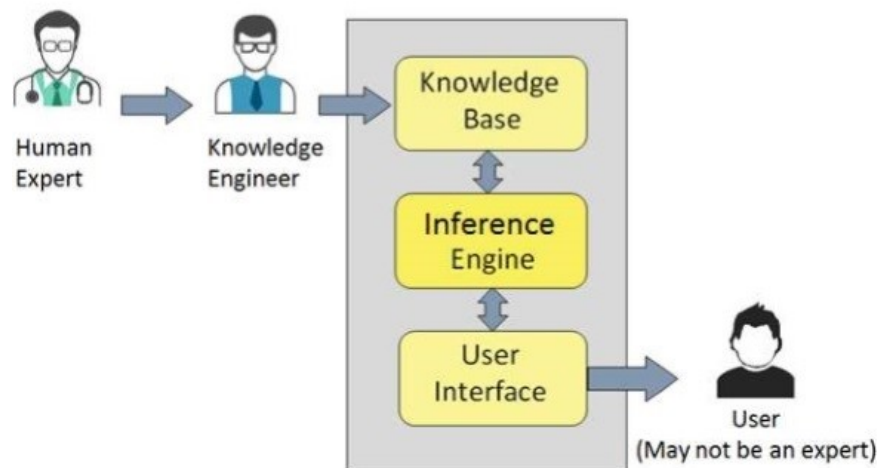 Human
Expert
Knowledge
Engineer
Knowledge
Base
Inference
Engine
User
Interface
User
(May not be an expert)